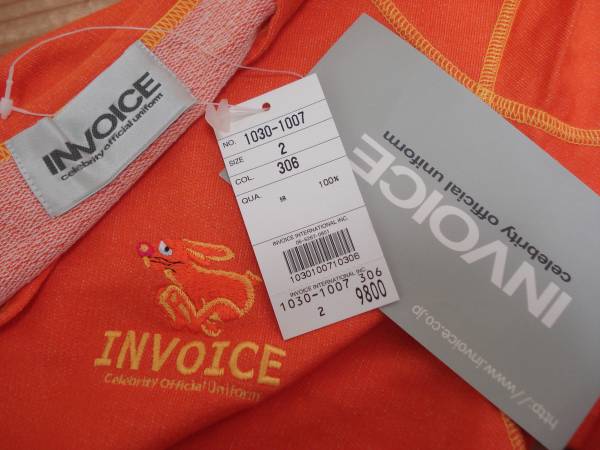 INVOICE
celebrity official uniform
NO. 1030-1007
SIZE 2
COL. 306
QUA. 綿 100%
INVOICE INTERNATIONAL INC.
1030100710306
INVOICE INTERNATIONAL INC.
1030-1007 306
2 9800
INVOICE
celebrity official uniform
http://www.invoice.co.jp
INVOICE
Celebrity Official Uniform